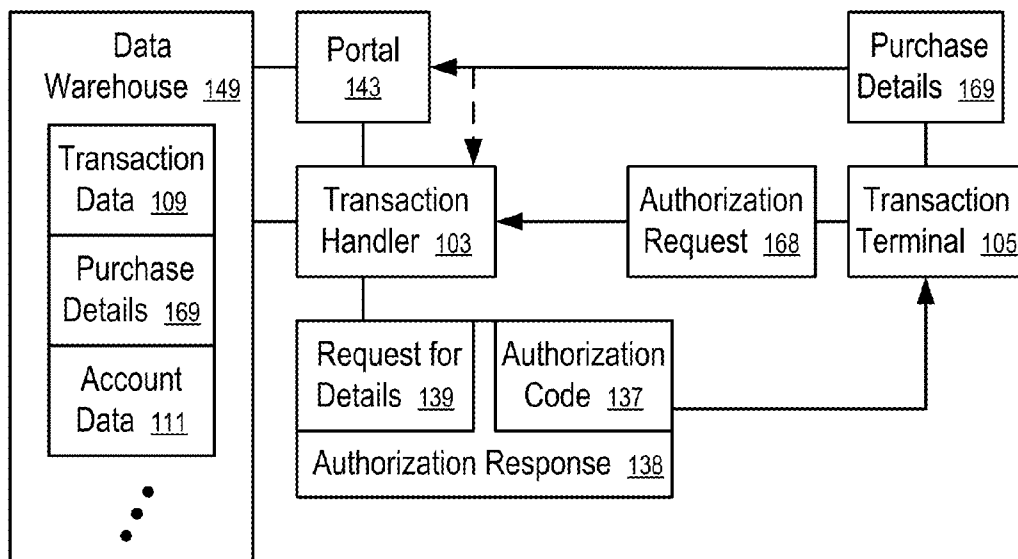 Data
Warehouse 149
Transaction
Data 109
Purchase
Details 169
Account
Data 111
Portal
143
Transaction
Handler 103
Request for
Details 139
Authorization
Code 137
Authorization Response 138
Authorization
Request 168
Purchase
Details 169
Transaction
Terminal 105